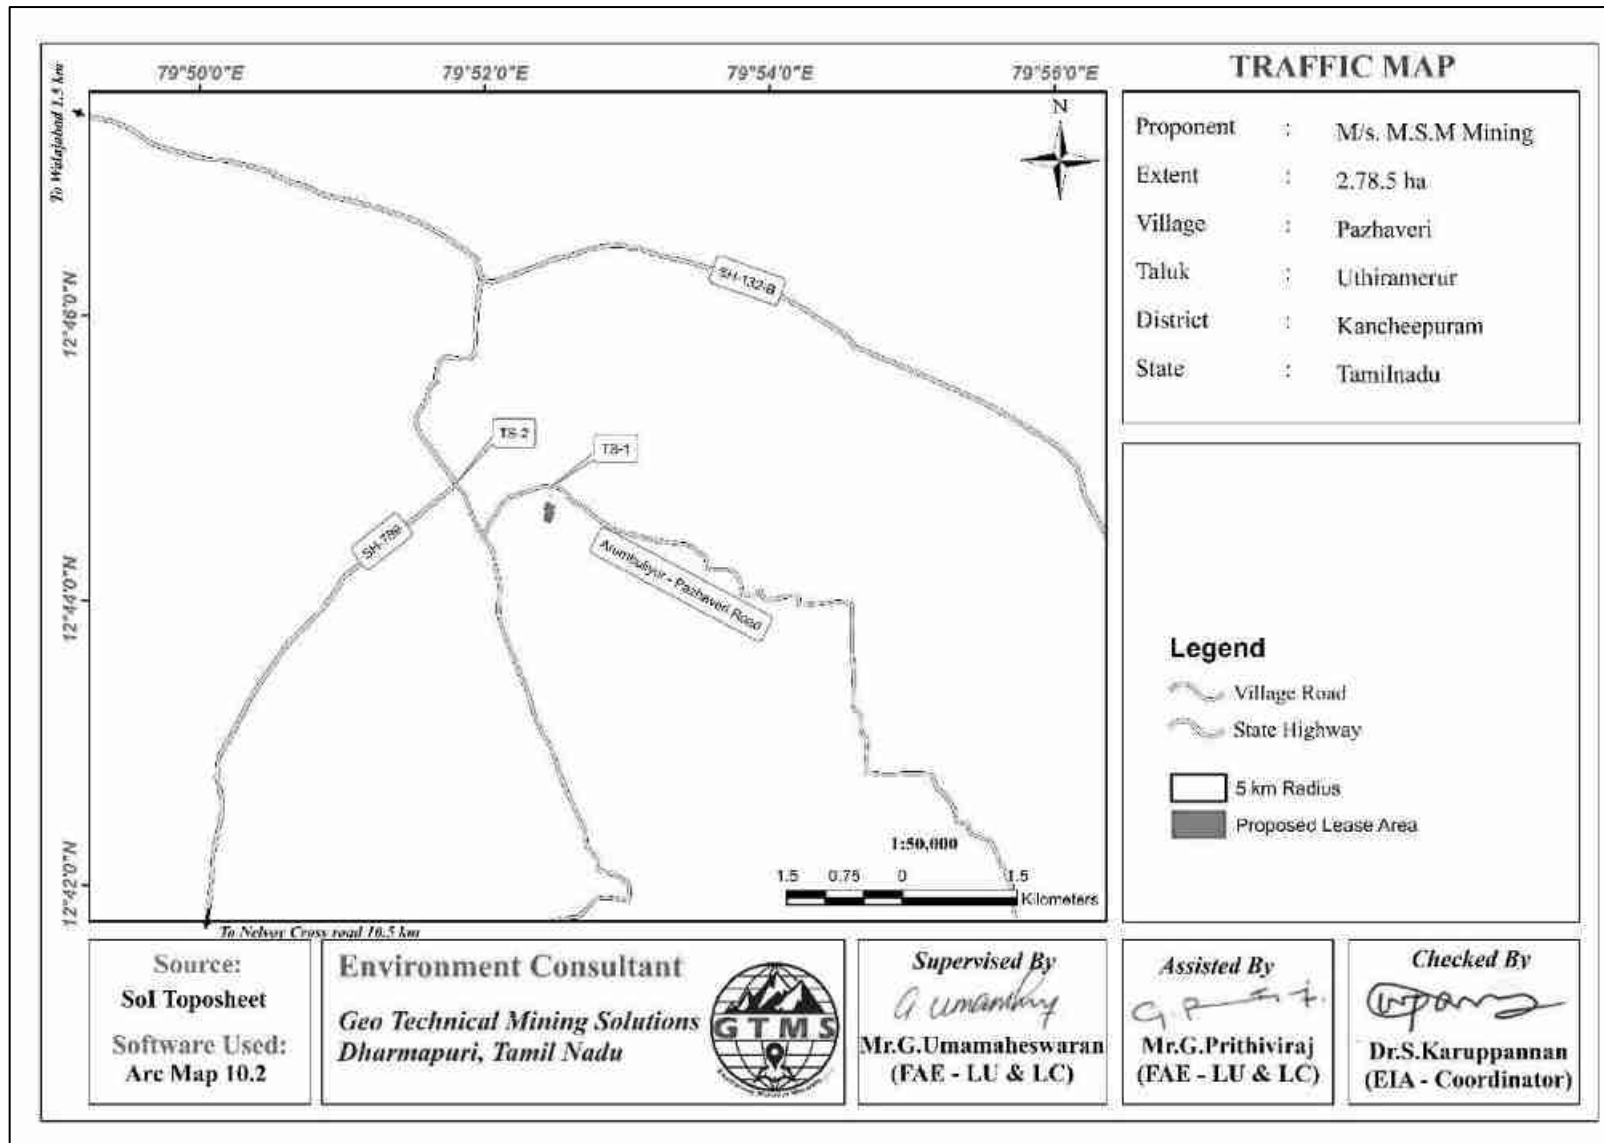 79°50'0"E 79°52'0"E 79°54'0"E 79°56'0"E
TRAFFIC MAP
To Walajabad 1.5 km
N
Proponent : M/s. M.S.M Mining
Extent : 2.78.5 ha
Village : Pazhaveri
Taluk : Uthiramerur
District : Kancheepuram
State : Tamilnadu
12°46'0"N
SH-132-B
TS-2
TS-1
SH-786
Arumbuliyur - Pazhaveri Road
12°44'0"N
Legend
Village Road
State Highway
5 km Radius
Proposed Lease Area
1:50,000
1.5 0.75 0 1.5
Kilometers
12°42'0"N
To Nelvoy Cross road 10.5 km
Source:
SoI Toposheet
Software Used:
Arc Map 10.2
Environment Consultant
Geo Technical Mining Solutions
Dharmapuri, Tamil Nadu
GTMS
Supervised By
Mr.G.Umamaheswaran
(FAE - LU & LC)
Assisted By
Mr.G.Prithiviraj
(FAE - LU & LC)
Checked By
Dr.S.Karuppannan
(EIA - Coordinator)